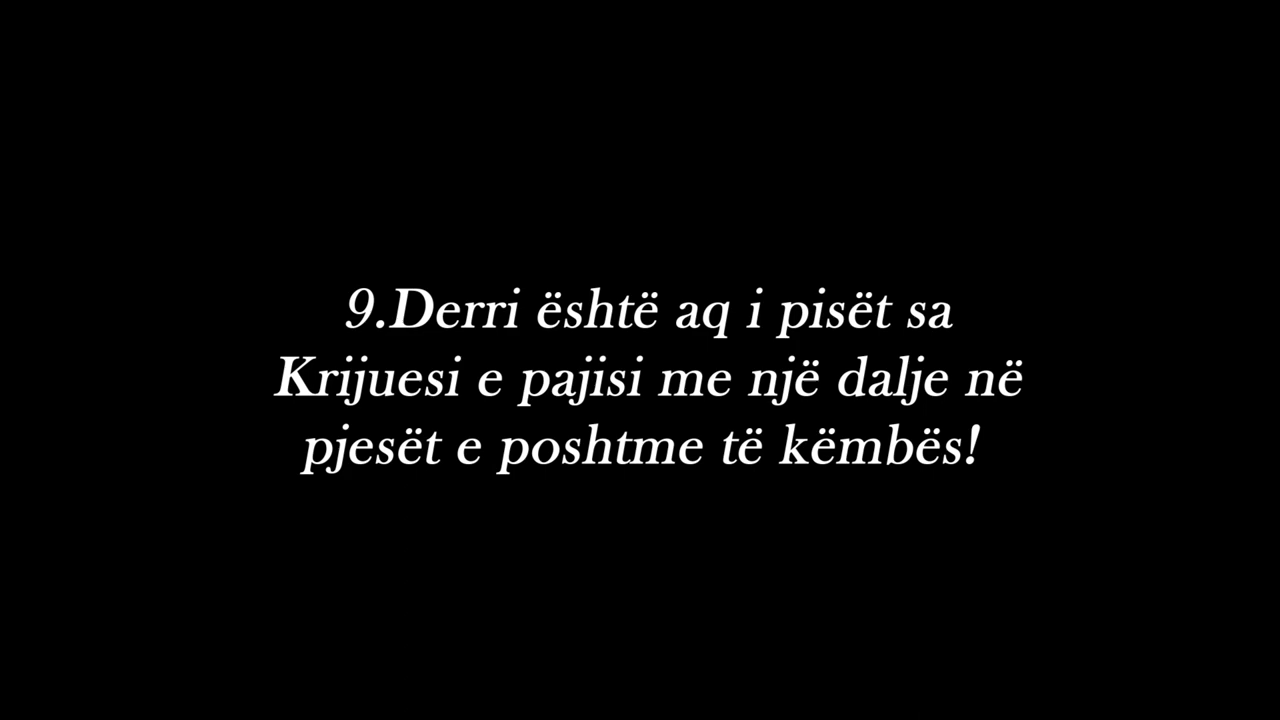 9.Derri është aq i pisët sa
Krijuesi e pajisi me një dalje në
pjesët e poshtme të këmbës!